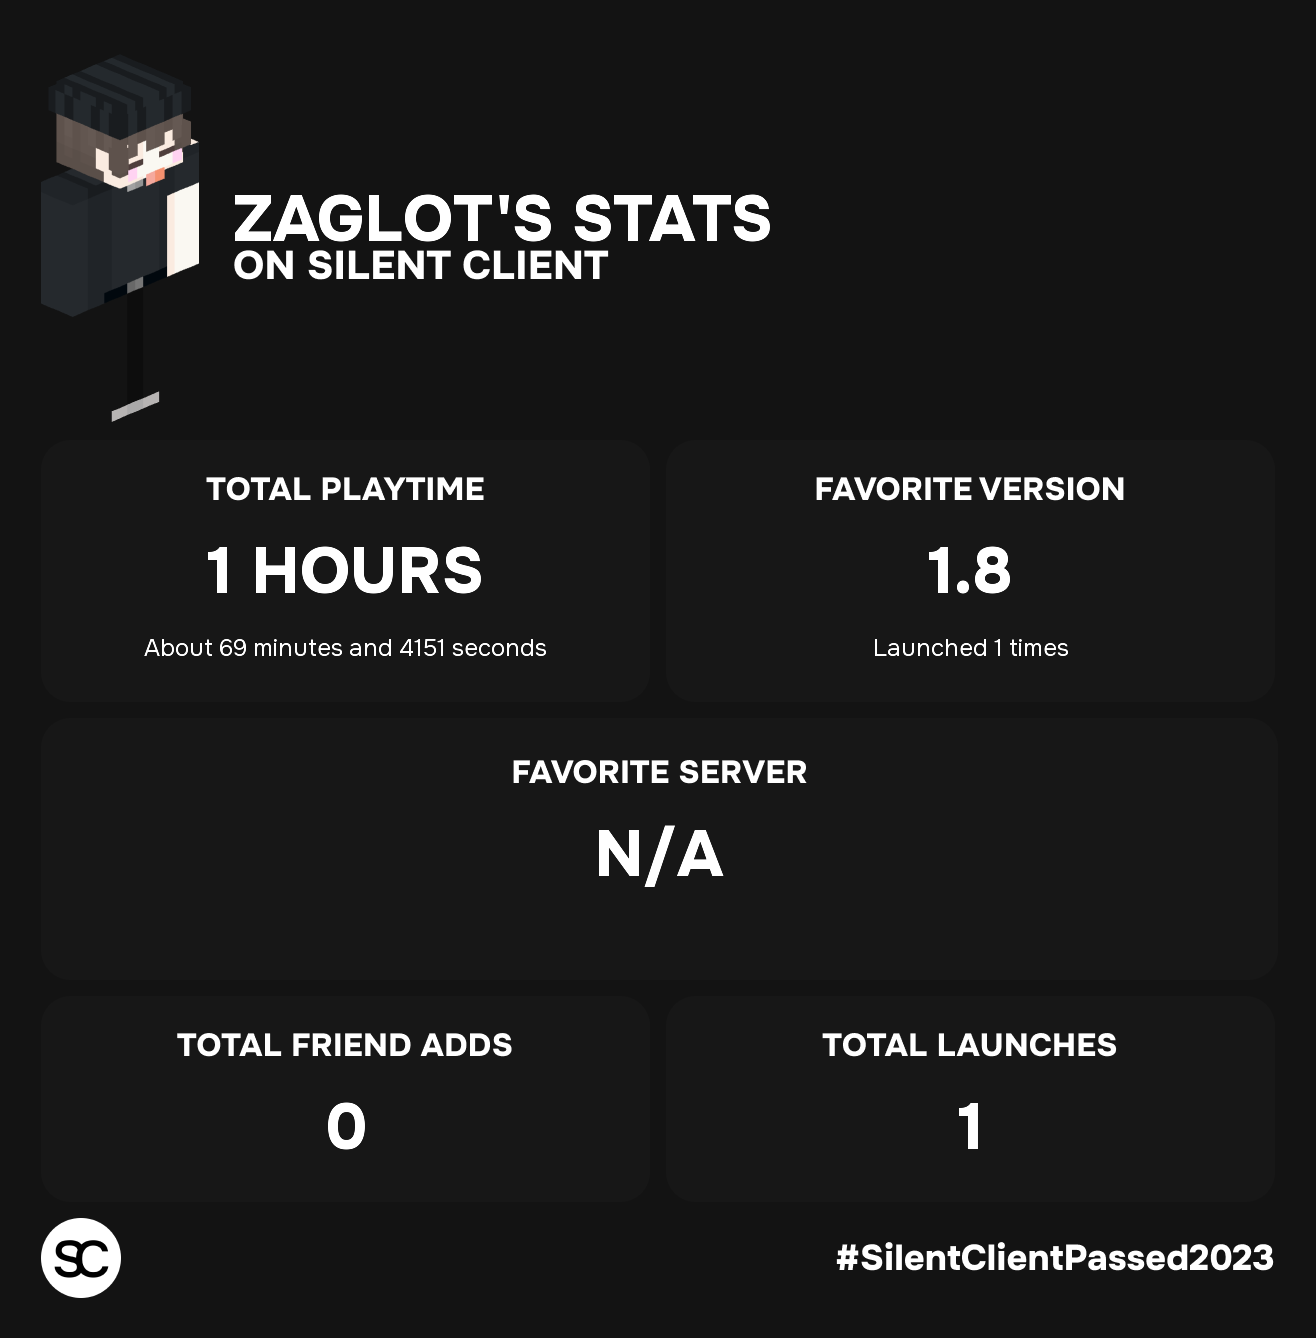 ZAGLOT'S STATS
ON SILENT CLIENT
TOTAL PLAYTIME
1 HOURS
About 69 minutes and 4151 seconds
FAVORITE VERSION
1.8
Launched 1 times
FAVORITE SERVER
N/A
TOTAL FRIEND ADDS
0
TOTAL LAUNCHES
1
SC
#SilentClientPassed2023